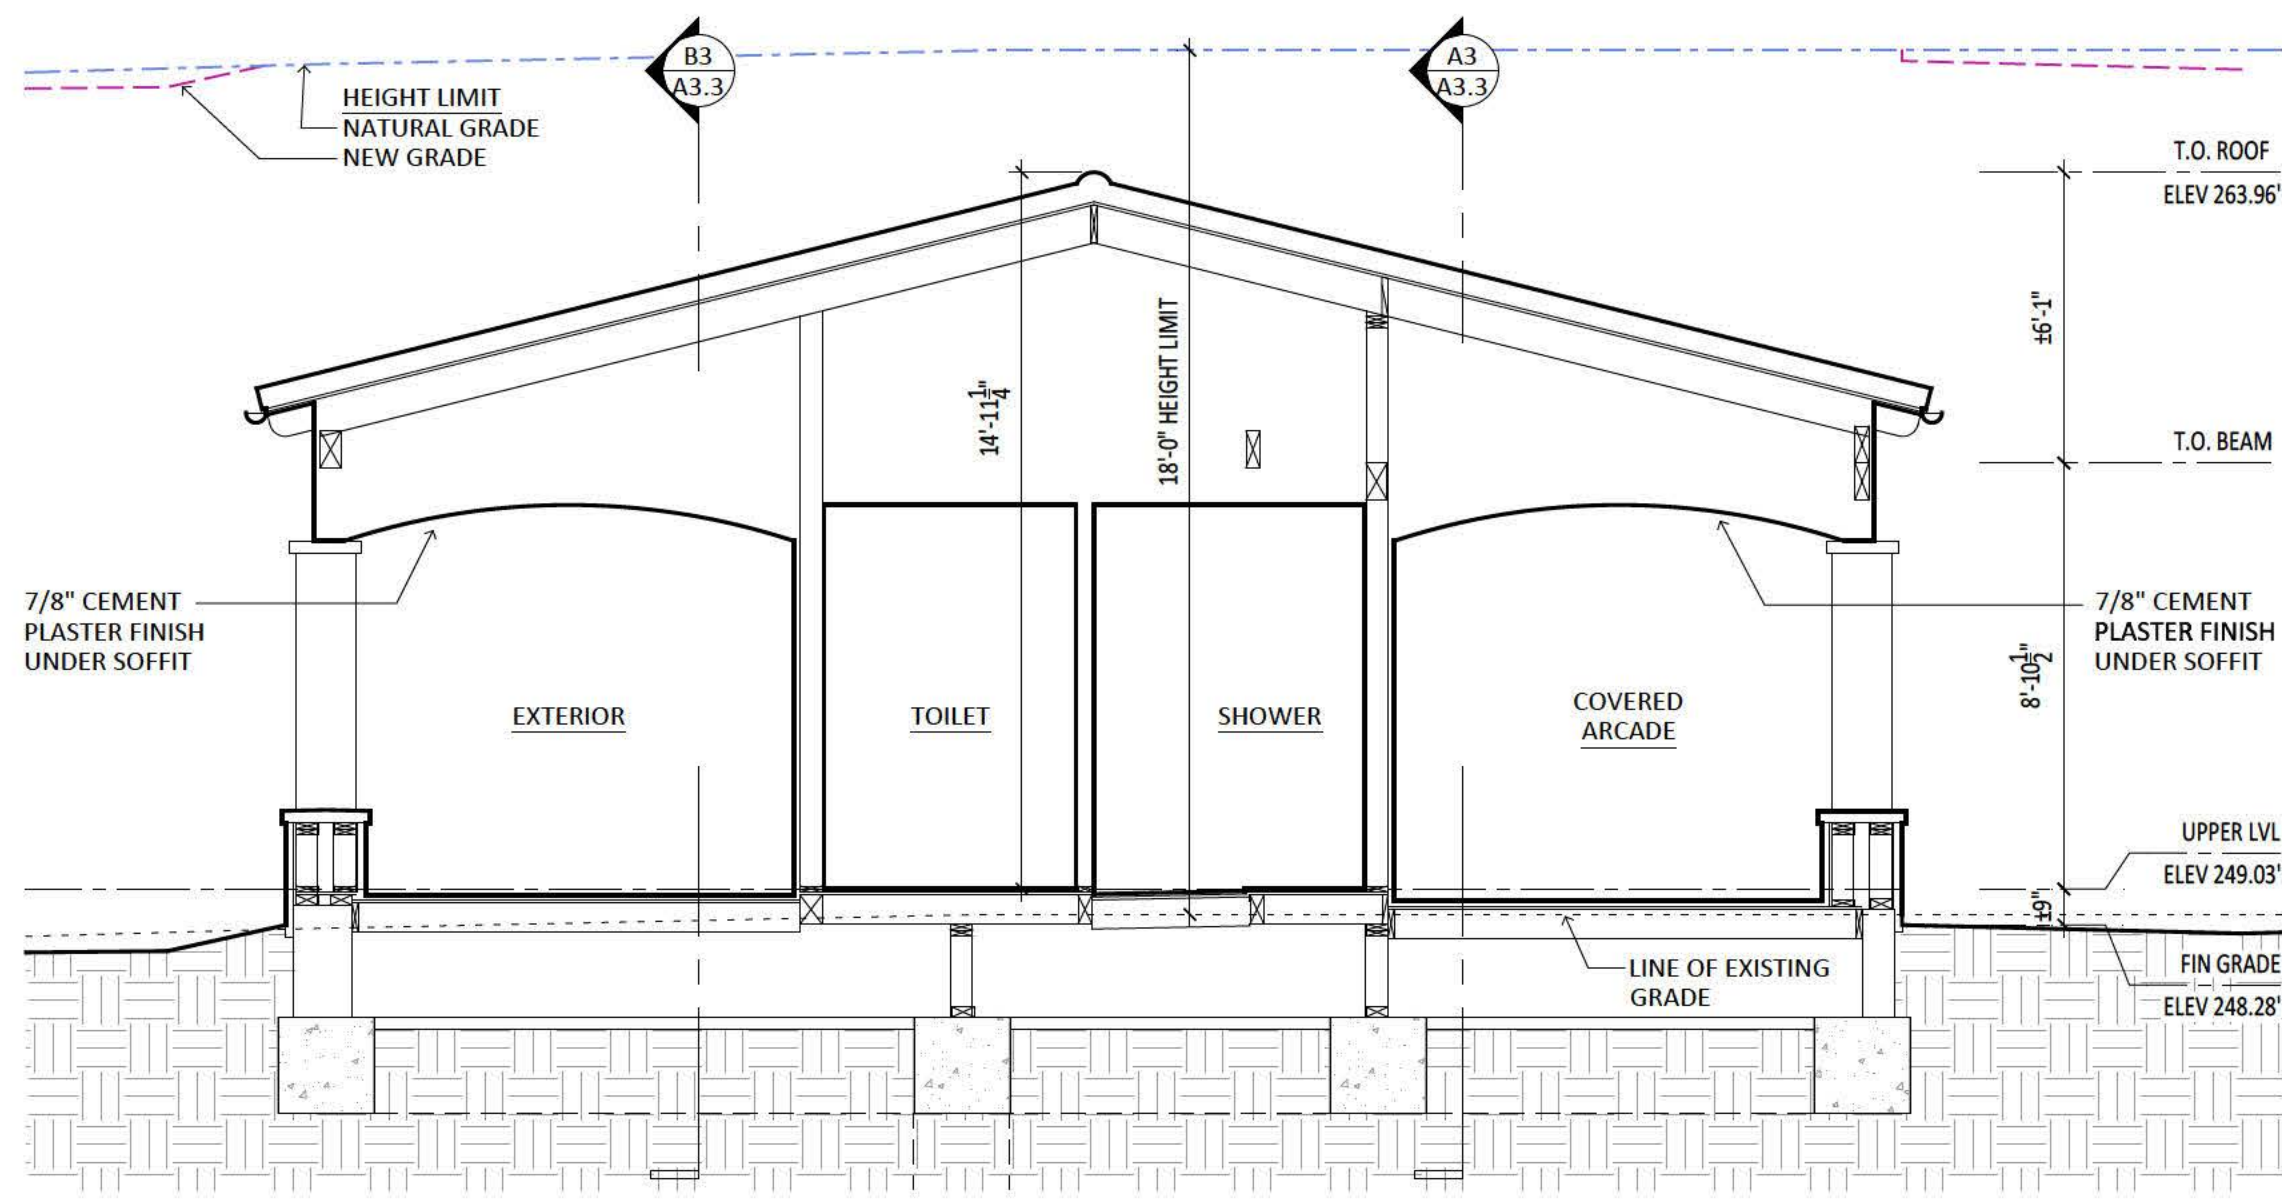 B3
A3.3
A3
A3.3
HEIGHT LIMIT
NATURAL GRADE
NEW GRADE
T.O. ROOF
ELEV 263.96'
±6'-1"
14'-11 1/4"
18'-0" HEIGHT LIMIT
T.O. BEAM
7/8" CEMENT
PLASTER FINISH
UNDER SOFFIT
7/8" CEMENT
PLASTER FINISH
UNDER SOFFIT
8'-10 1/2"
EXTERIOR
TOILET
SHOWER
COVERED
ARCADE
UPPER LVL
ELEV 249.03'
±9"
LINE OF EXISTING
GRADE
FIN GRADE
ELEV 248.28'